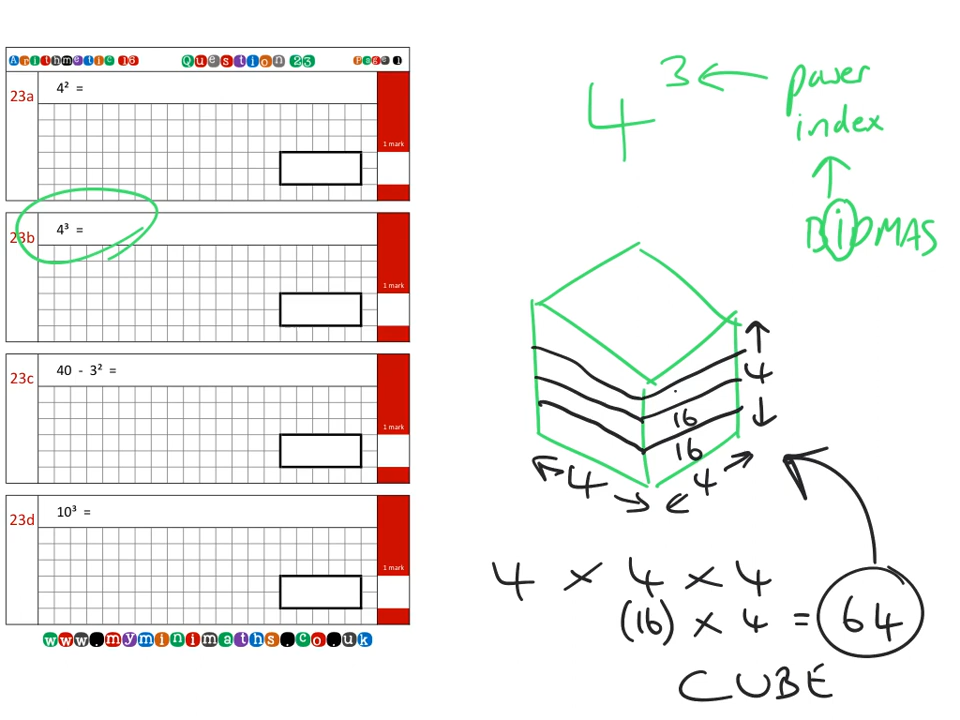 Arithmetic 18 Question 23 Page 1
23a 4² =
1 mark
23b 4³ =
1 mark
23c 40 - 3² =
1 mark
23d 10³ =
1 mark
www.myminimaths.co.uk
4³ ← power
index
BiDMAS
4
16
16
4 4
4 × 4 × 4
(16) × 4 = 64
CUBE